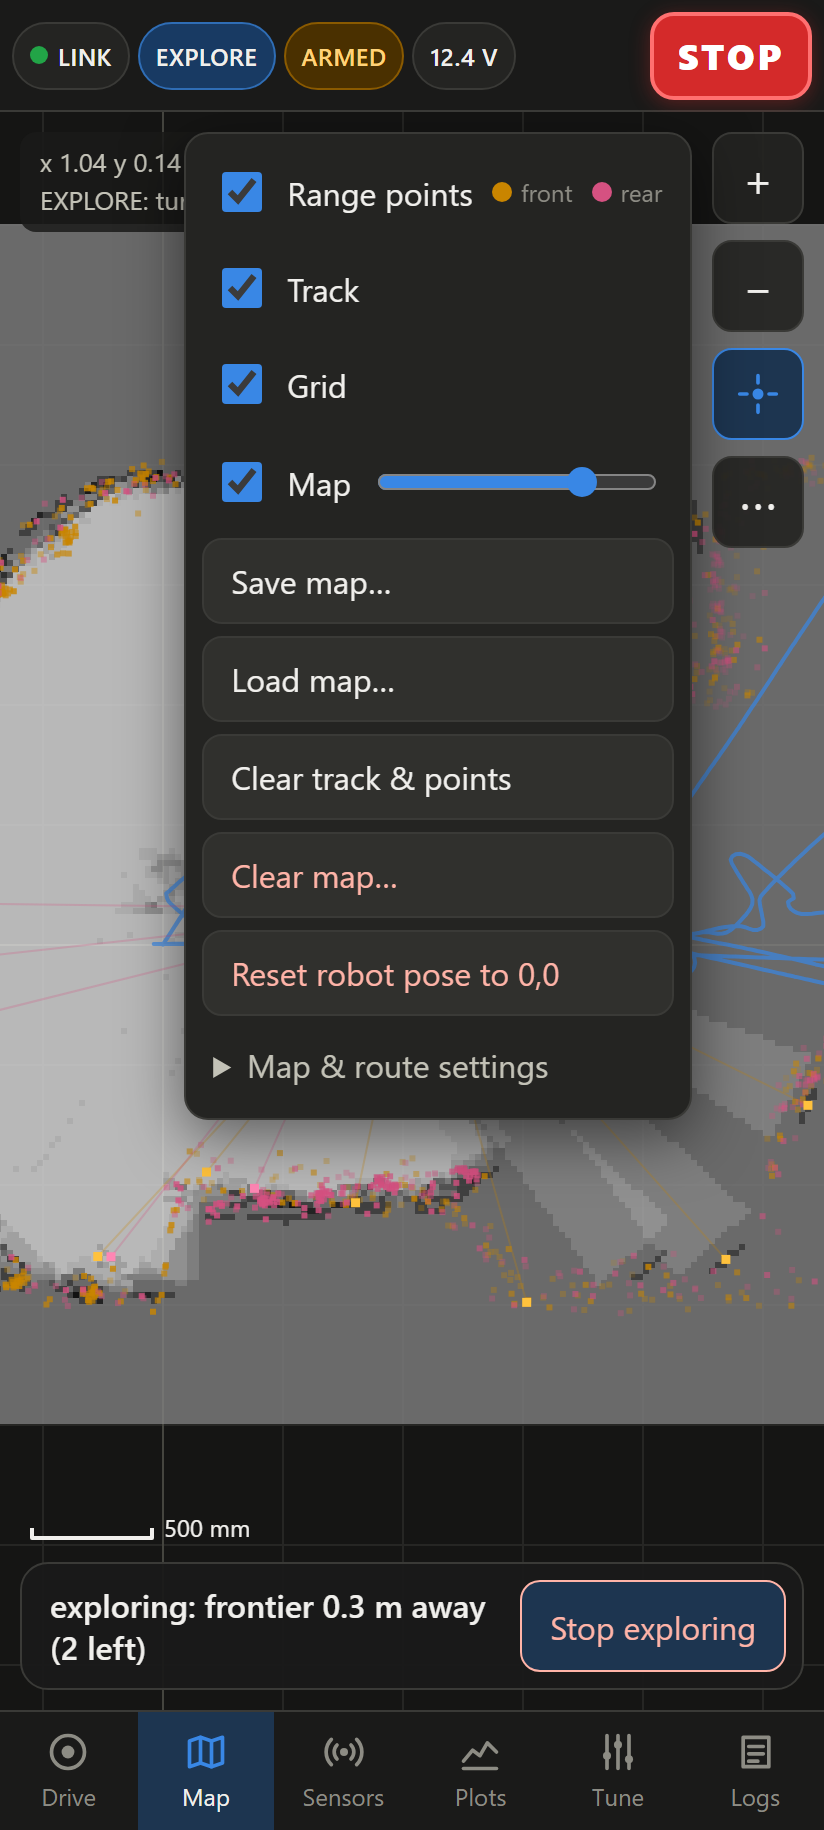 LINK
EXPLORE
ARMED
12.4 V
STOP
x 1.04 y 0.14
EXPLORE:
Range points
front
rear
Track
Grid
Map
Save map...
Load map...
Clear track & points
Clear map...
Reset robot pose to 0,0
Map & route settings
+
−
...
500 mm
exploring: frontier 0.3 m away
(2 left)
Stop exploring
Drive
Map
Sensors
Plots
Tune
Logs